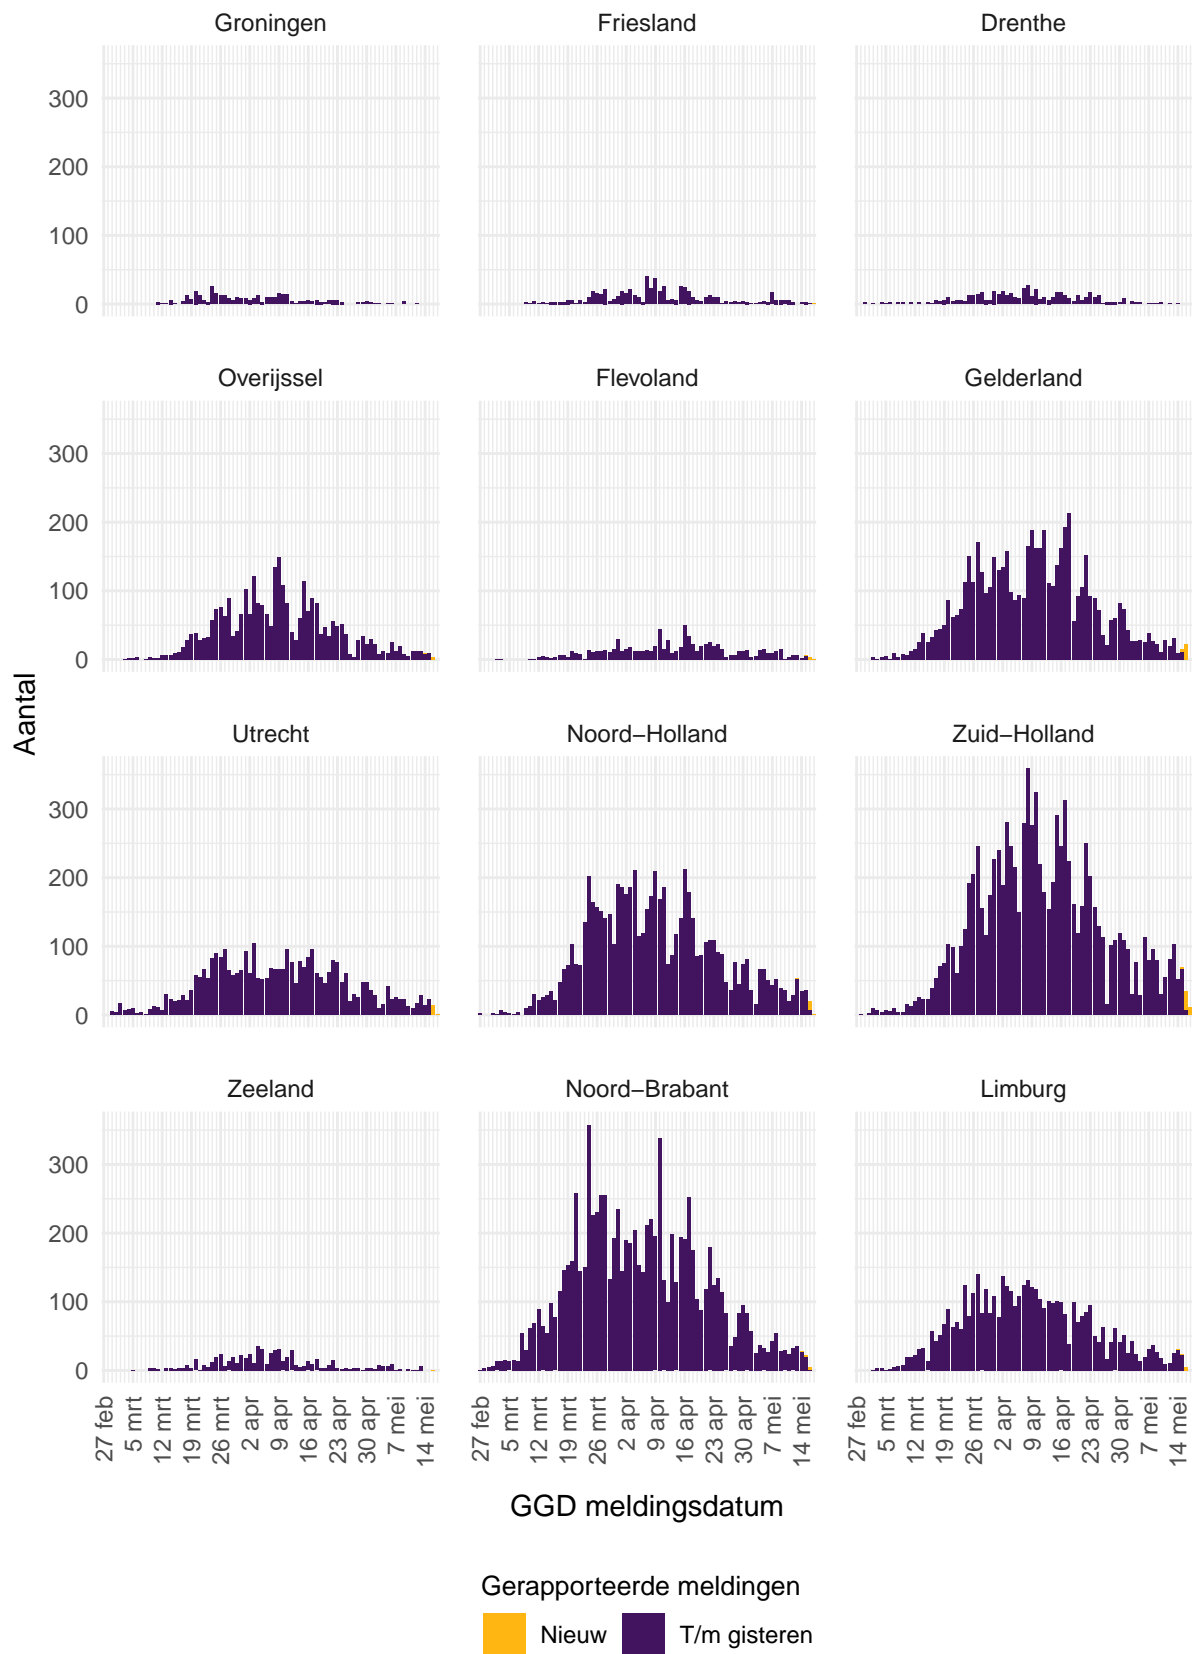 Groningen Friesland Drenthe
300
200
100
0
Overijssel Flevoland Gelderland
300
200
100
0
Aantal
Utrecht Noord−Holland Zuid−Holland
300
200
100
0
Zeeland Noord−Brabant Limburg
300
200
100
0
27 feb 5 mrt 12 mrt 19 mrt 26 mrt 2 apr 9 apr 16 apr 23 apr 30 apr 7 mei 14 mei 27 feb 5 mrt 12 mrt 19 mrt 26 mrt 2 apr 9 apr 16 apr 23 apr 30 apr 7 mei 14 mei 27 feb 5 mrt 12 mrt 19 mrt 26 mrt 2 apr 9 apr 16 apr 23 apr 30 apr 7 mei 14 mei
GGD meldingsdatum
Gerapporteerde meldingen
Nieuw T/m gisteren